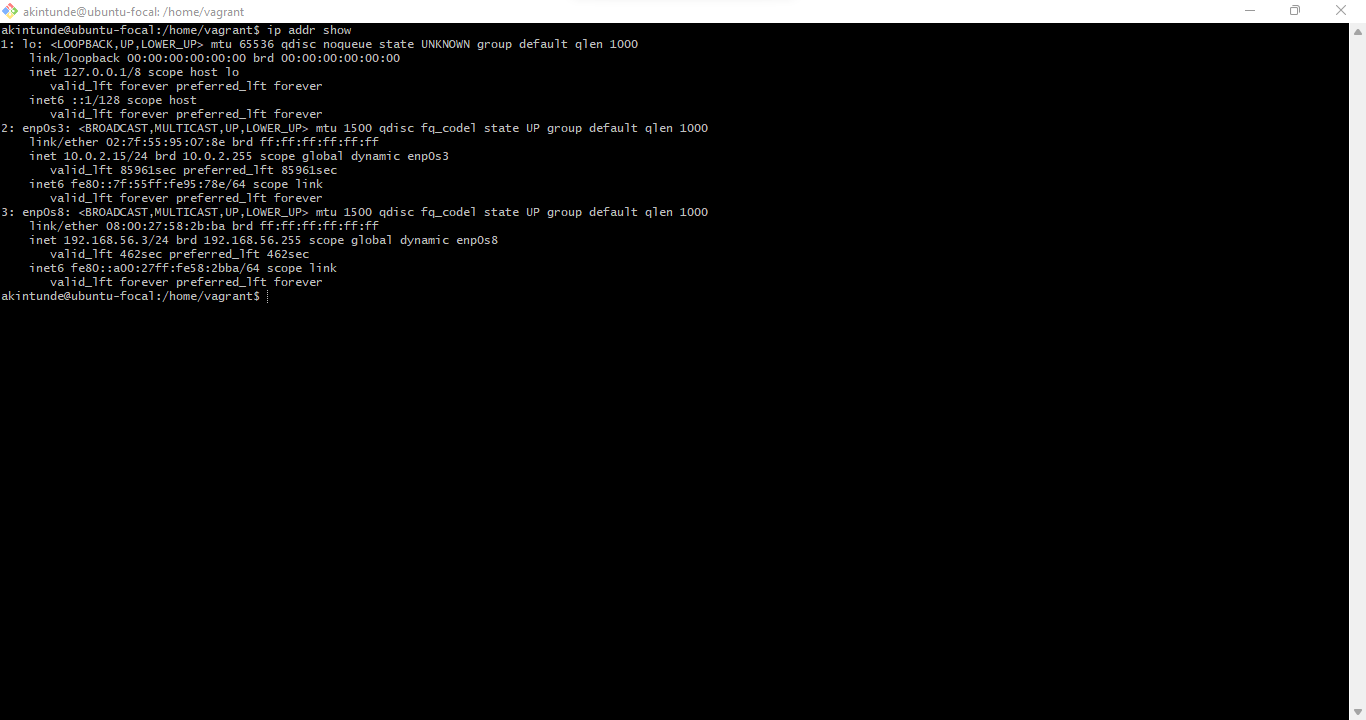 akintunde@ubuntu-focal: /home/vagrant
akintunde@ubuntu-focal:/home/vagrant$ ip addr show
1: lo: <LOOPBACK,UP,LOWER_UP> mtu 65536 qdisc noqueue state UNKNOWN group default qlen 1000
    link/loopback 00:00:00:00:00:00 brd 00:00:00:00:00:00
    inet 127.0.0.1/8 scope host lo
       valid_lft forever preferred_lft forever
    inet6 ::1/128 scope host
       valid_lft forever preferred_lft forever
2: enp0s3: <BROADCAST,MULTICAST,UP,LOWER_UP> mtu 1500 qdisc fq_codel state UP group default qlen 1000
    link/ether 02:7f:55:95:07:8e brd ff:ff:ff:ff:ff:ff
    inet 10.0.2.15/24 brd 10.0.2.255 scope global dynamic enp0s3
       valid_lft 85961sec preferred_lft 85961sec
    inet6 fe80::7f:55ff:fe95:78e/64 scope link
       valid_lft forever preferred_lft forever
3: enp0s8: <BROADCAST,MULTICAST,UP,LOWER_UP> mtu 1500 qdisc fq_codel state UP group default qlen 1000
    link/ether 08:00:27:58:2b:ba brd ff:ff:ff:ff:ff:ff
    inet 192.168.56.3/24 brd 192.168.56.255 scope global dynamic enp0s8
       valid_lft 462sec preferred_lft 462sec
    inet6 fe80::a00:27ff:fe58:2bba/64 scope link
       valid_lft forever preferred_lft forever
akintunde@ubuntu-focal:/home/vagrant$